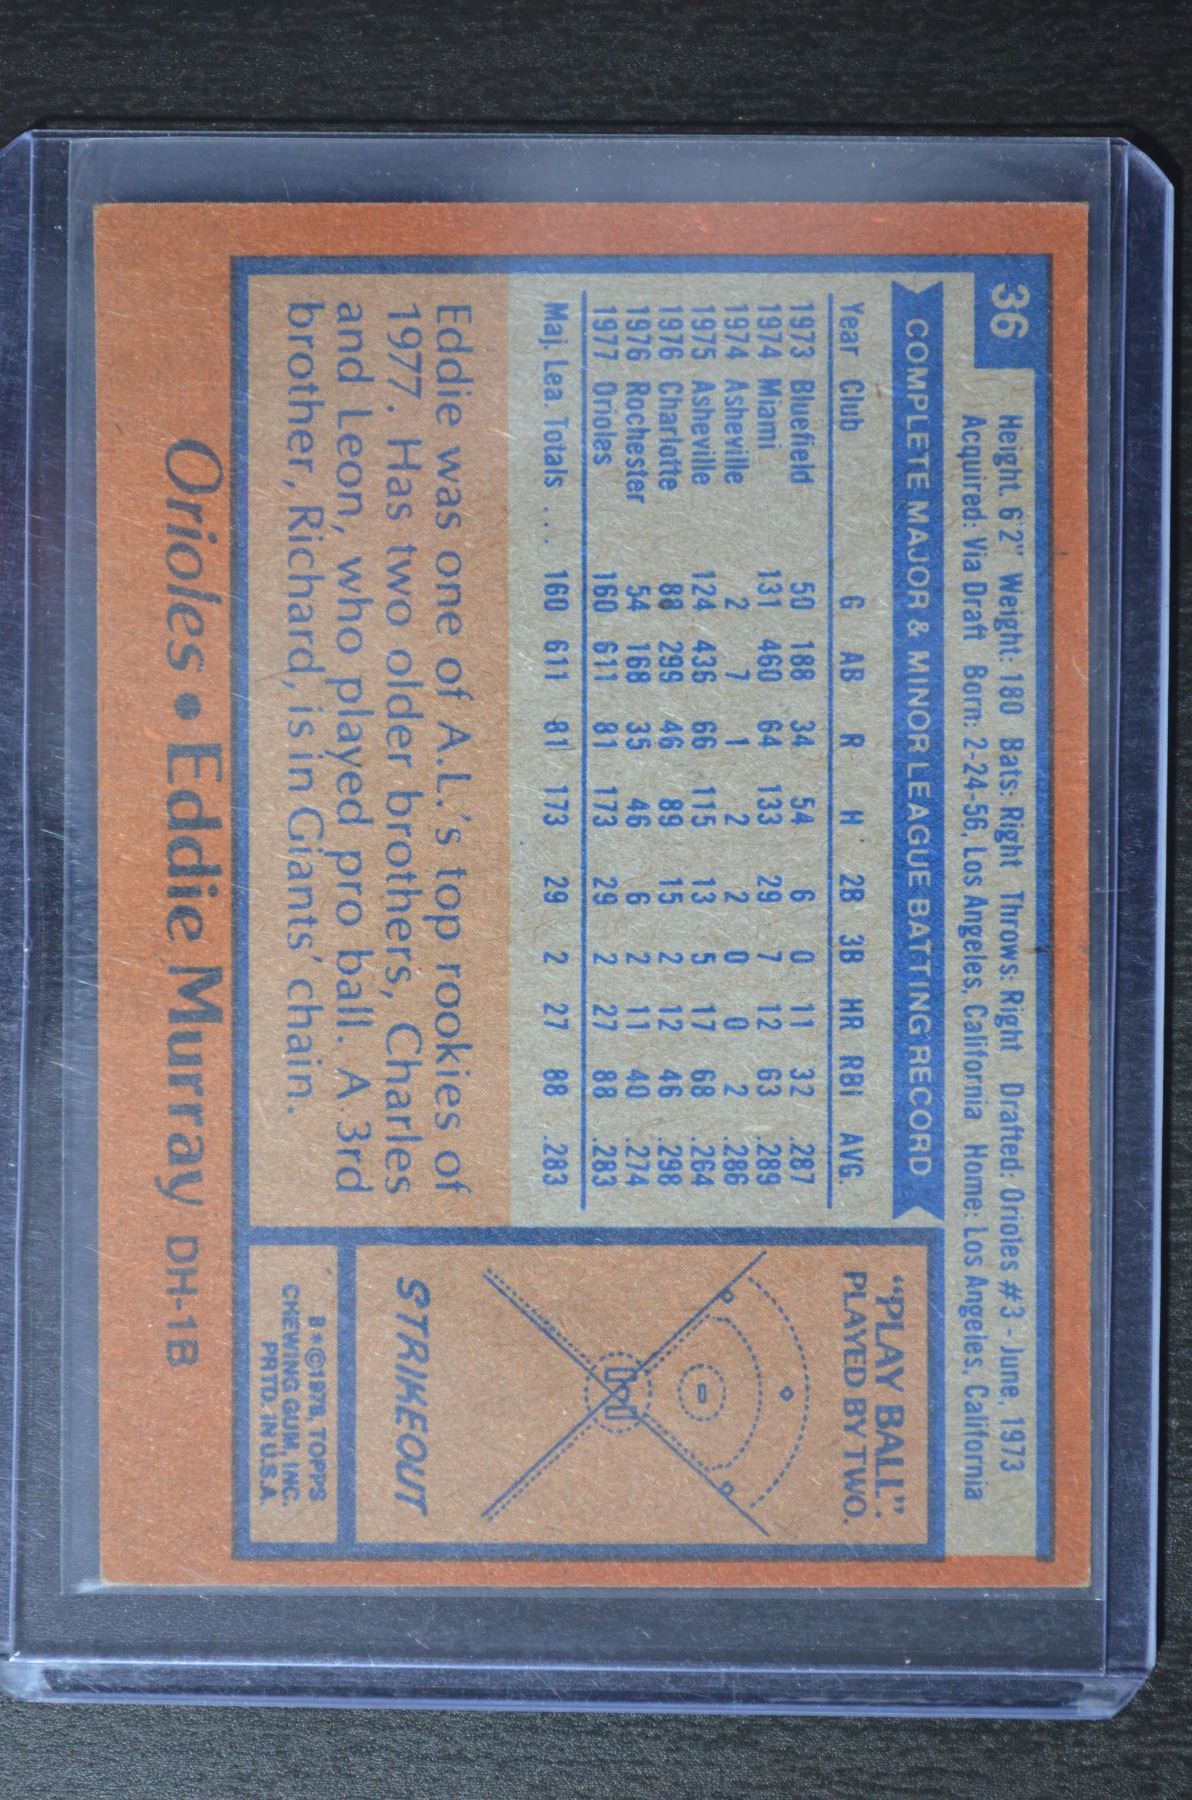 36
Height: 6'2" Weight: 180 Bats: Right Throws: Right Drafted: Orioles #3 - June, 1973
Acquired: Via Draft Born: 2-24-56, Los Angeles, California Home: Los Angeles, California
COMPLETE MAJOR & MINOR LEAGUE BATTING RECORD
Year Club G AB R H 2B 3B HR RBI AVG.
1973 Bluefield 50 188 34 54 6 0 11 32 .287
1974 Miami 131 460 64 133 29 7 12 63 .289
1974 Asheville 2 7 1 2 2 0 0 2 .286
1975 Asheville 124 436 66 115 13 5 17 68 .264
1976 Charlotte 88 299 46 89 15 2 12 46 .298
1976 Rochester 54 168 35 46 6 2 11 40 .274
1977 Orioles 160 611 81 173 29 2 27 88 .283
Maj. Lea. Totals ... 160 611 81 173 29 2 27 88 .283
Eddie was one of A.L.'s top rookies of
1977. Has two older brothers, Charles
and Leon, who played pro ball. A 3rd
brother, Richard, is in Giants' chain.
"PLAY BALL":
PLAYED BY TWO.
STRIKEOUT
B*©1978, TOPPS
CHEWING GUM, INC.
PRTD. IN U.S.A.
Orioles • Eddie Murray DH-1B